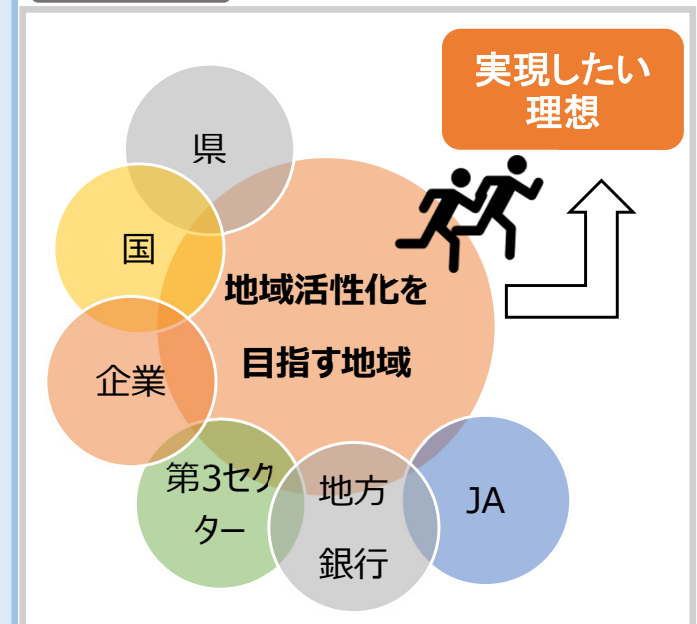 実現したい
理想
県
国
地域活性化を
目指す地域
企業
第3セク
ター
地方
銀行
JA